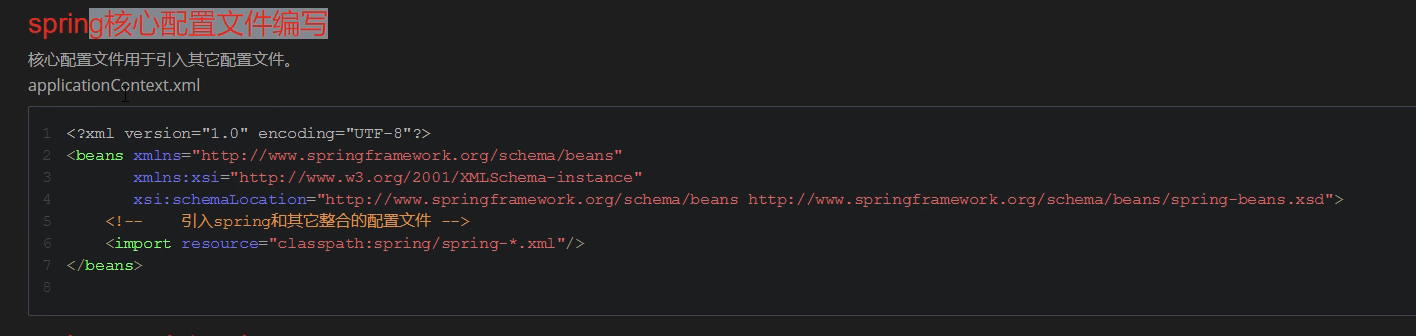 spring核心配置文件编写
核心配置文件用于引入其它配置文件。
applicationContext.xml
1 <?xml version="1.0" encoding="UTF-8"?>
2 <beans xmlns="http://www.springframework.org/schema/beans"
3 xmlns:xsi="http://www.w3.org/2001/XMLSchema-instance"
4 xsi:schemaLocation="http://www.springframework.org/schema/beans http://www.springframework.org/schema/beans/spring-beans.xsd">
5 <!-- 引入spring和其它整合的配置文件 -->
6 <import resource="classpath:spring/spring-*.xml"/>
7 </beans>
8